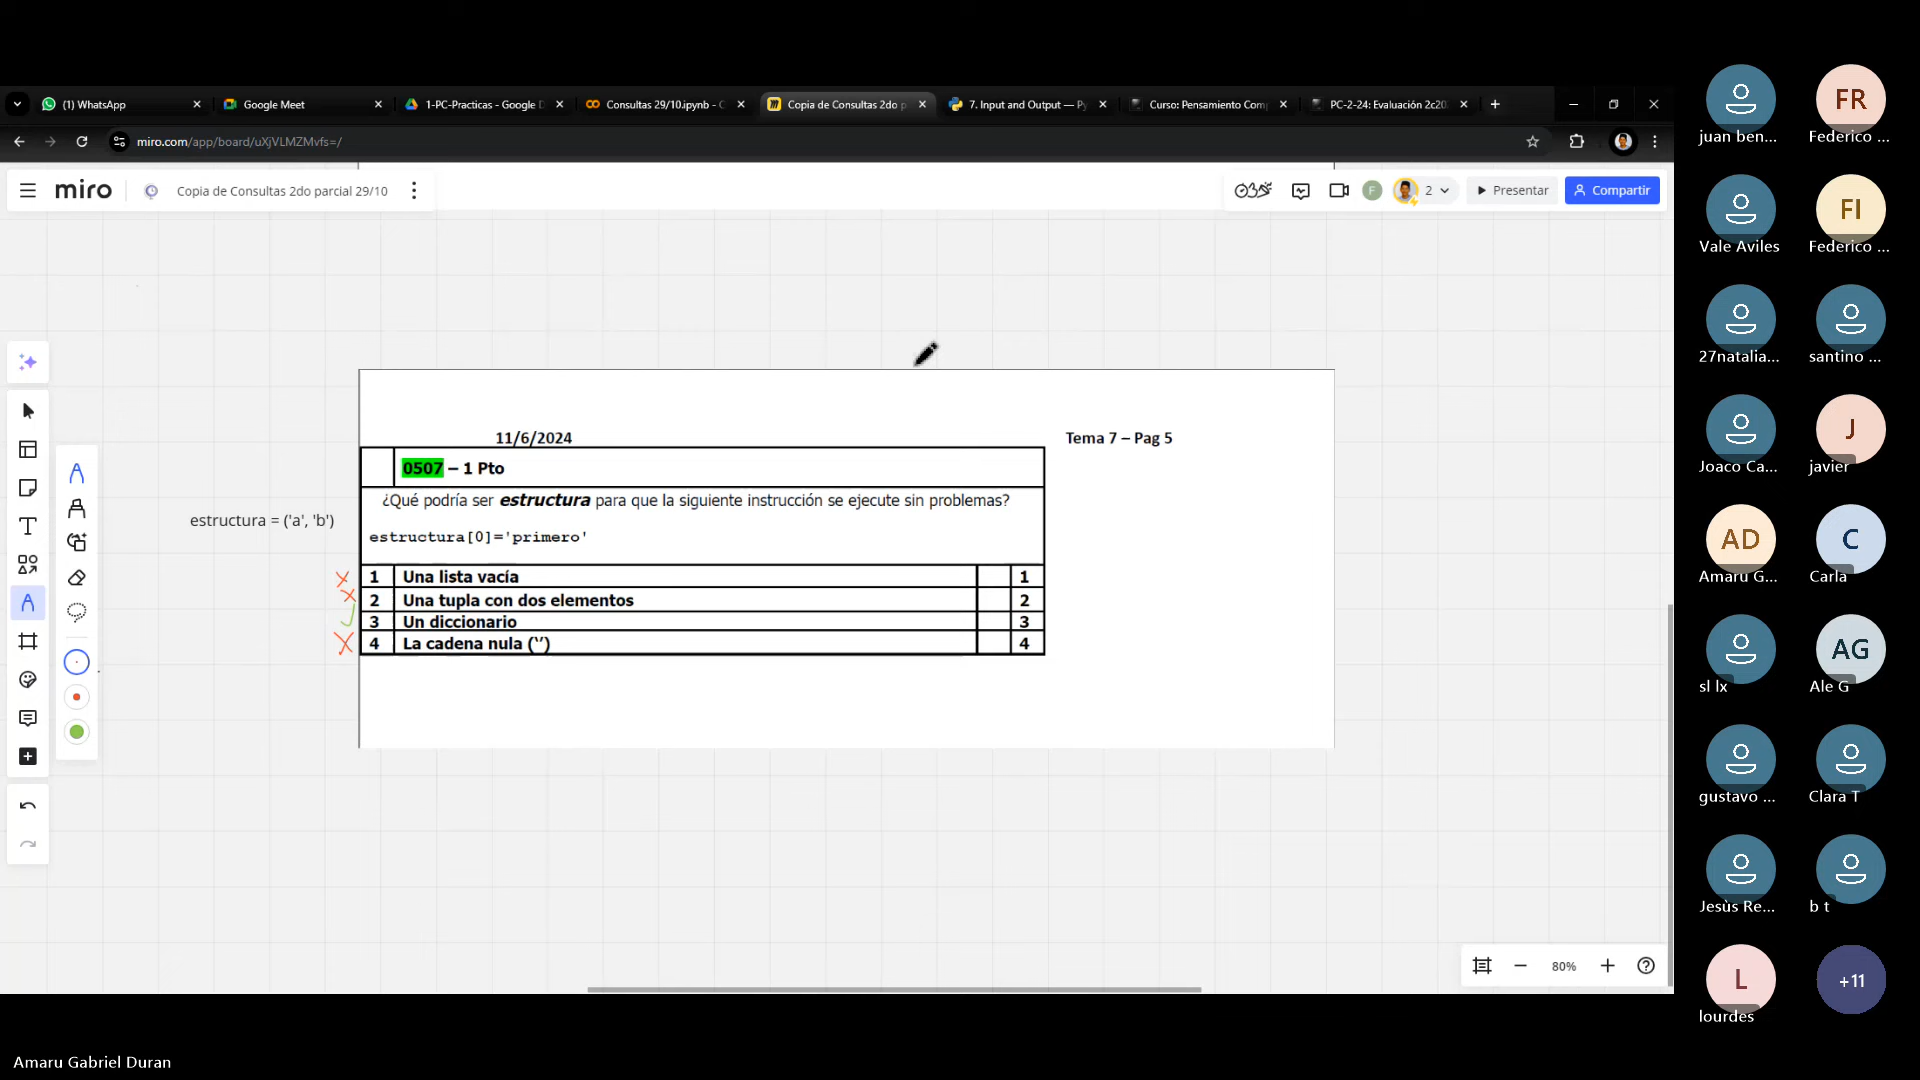 (1) WhatsApp
Google Meet
1-PC-Practicas - Google D
Consultas 29/10.ipynb - C
Copia de Consultas 2do p
7. Input and Output — Py
Curso: Pensamiento Comp
PC-2-24: Evaluación 2c20
miro.com/app/board/uXjVLMZMvfs=/
miro
Copia de Consultas 2do parcial 29/10
F
2
Presentar
Compartir
11/6/2024
Tema 7 – Pag 5
0507 – 1 Pto
¿Qué podría ser estructura para que la siguiente instrucción se ejecute sin problemas?
estructura = ('a', 'b')
estructura[0]='primero'
1 Una lista vacía 1
2 Una tupla con dos elementos 2
3 Un diccionario 3
4 La cadena nula ('') 4
80%
juan ben...
FR
Federico ...
Vale Aviles
FI
Federico ...
27natalia...
santino ...
Joaco Ca...
J
javier
AD
Amaru G...
C
Carla
sl lx
AG
Ale G
gustavo ...
Clara T
Jesùs Re...
b t
L
lourdes
+11
Amaru Gabriel Duran